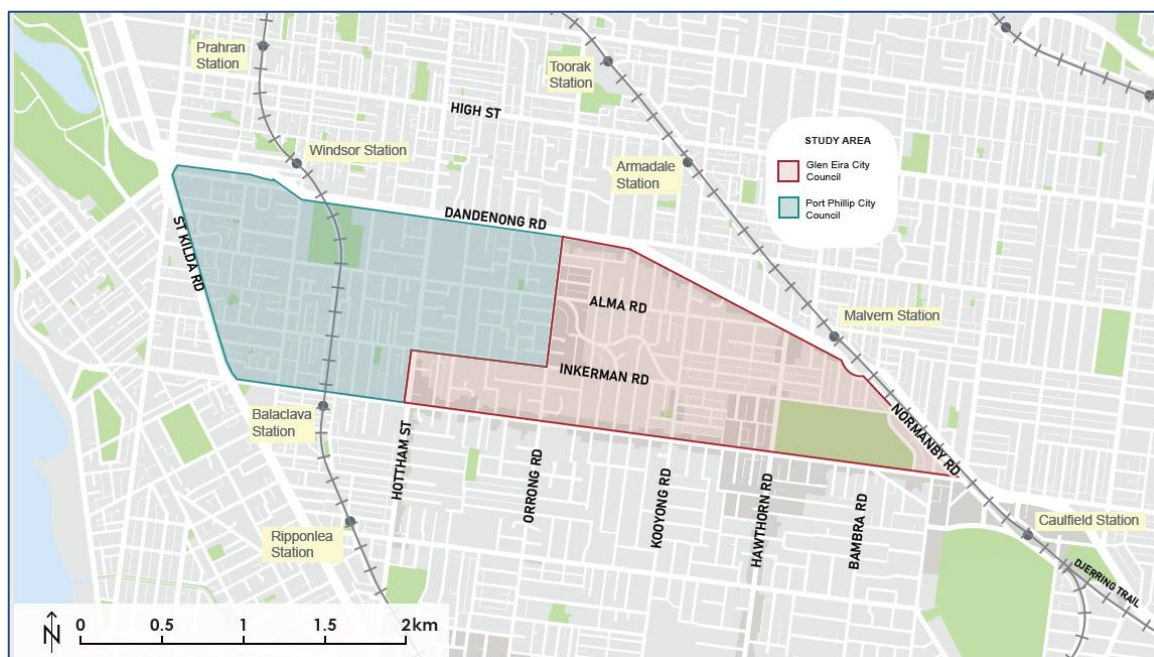 Prahran
Station
Toorak
Station
HIGH ST
STUDY AREA
Windsor Station
Glen Eira City
Council
Armadale
Station
Port Phillip City
Council
DANDENONG RD
ST KILDA RD
ALMA RD
Malvern Station
INKERMAN RD
Balaclava
Station
NORMANBY RD
HOTTHAM ST
ORRONG RD
KOOYONG RD
HAWTHORN RD
BAMBRA RD
Ripponlea
Station
Caulfield Station
DJERRING TRAIL
N
0 0.5 1 1.5 2km